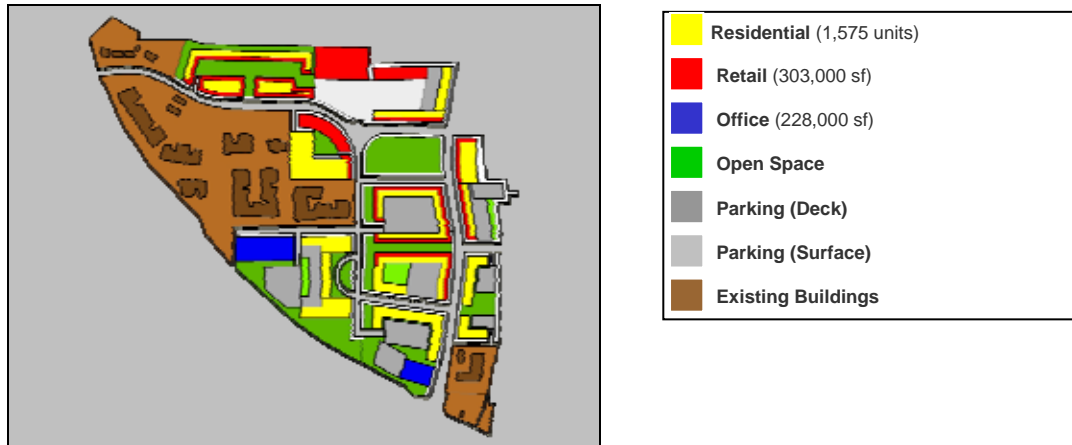 Residential (1,575 units)
Retail (303,000 sf)
Office (228,000 sf)
Open Space
Parking (Deck)
Parking (Surface)
Existing Buildings